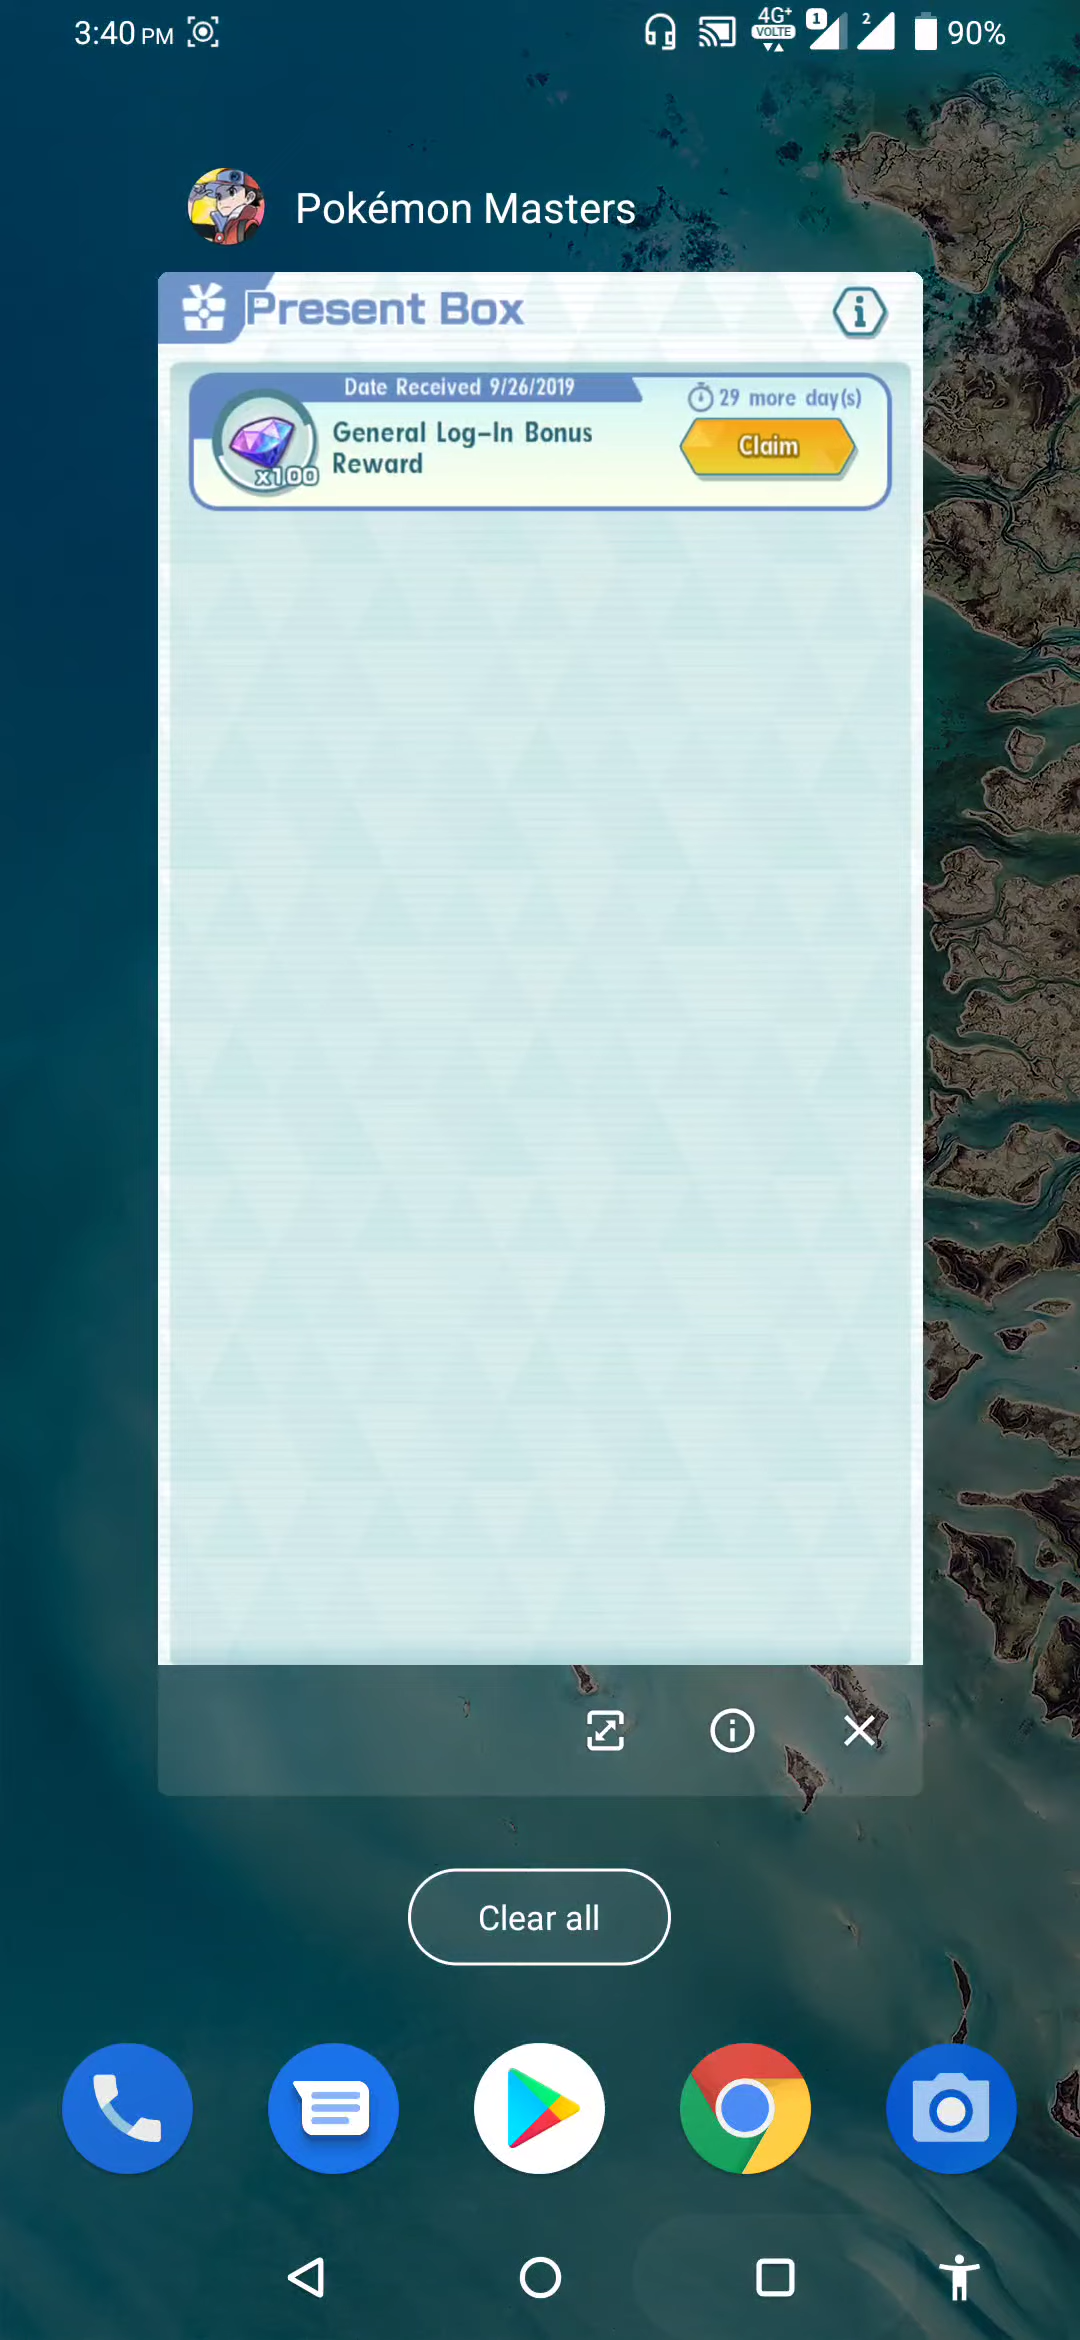 3:40 PM
4G+
VOLTE
1
2
90%
Pokémon Masters
Present Box
Date Received 9/26/2019
29 more day(s)
General Log-In Bonus
Reward
Claim
x100
Clear all